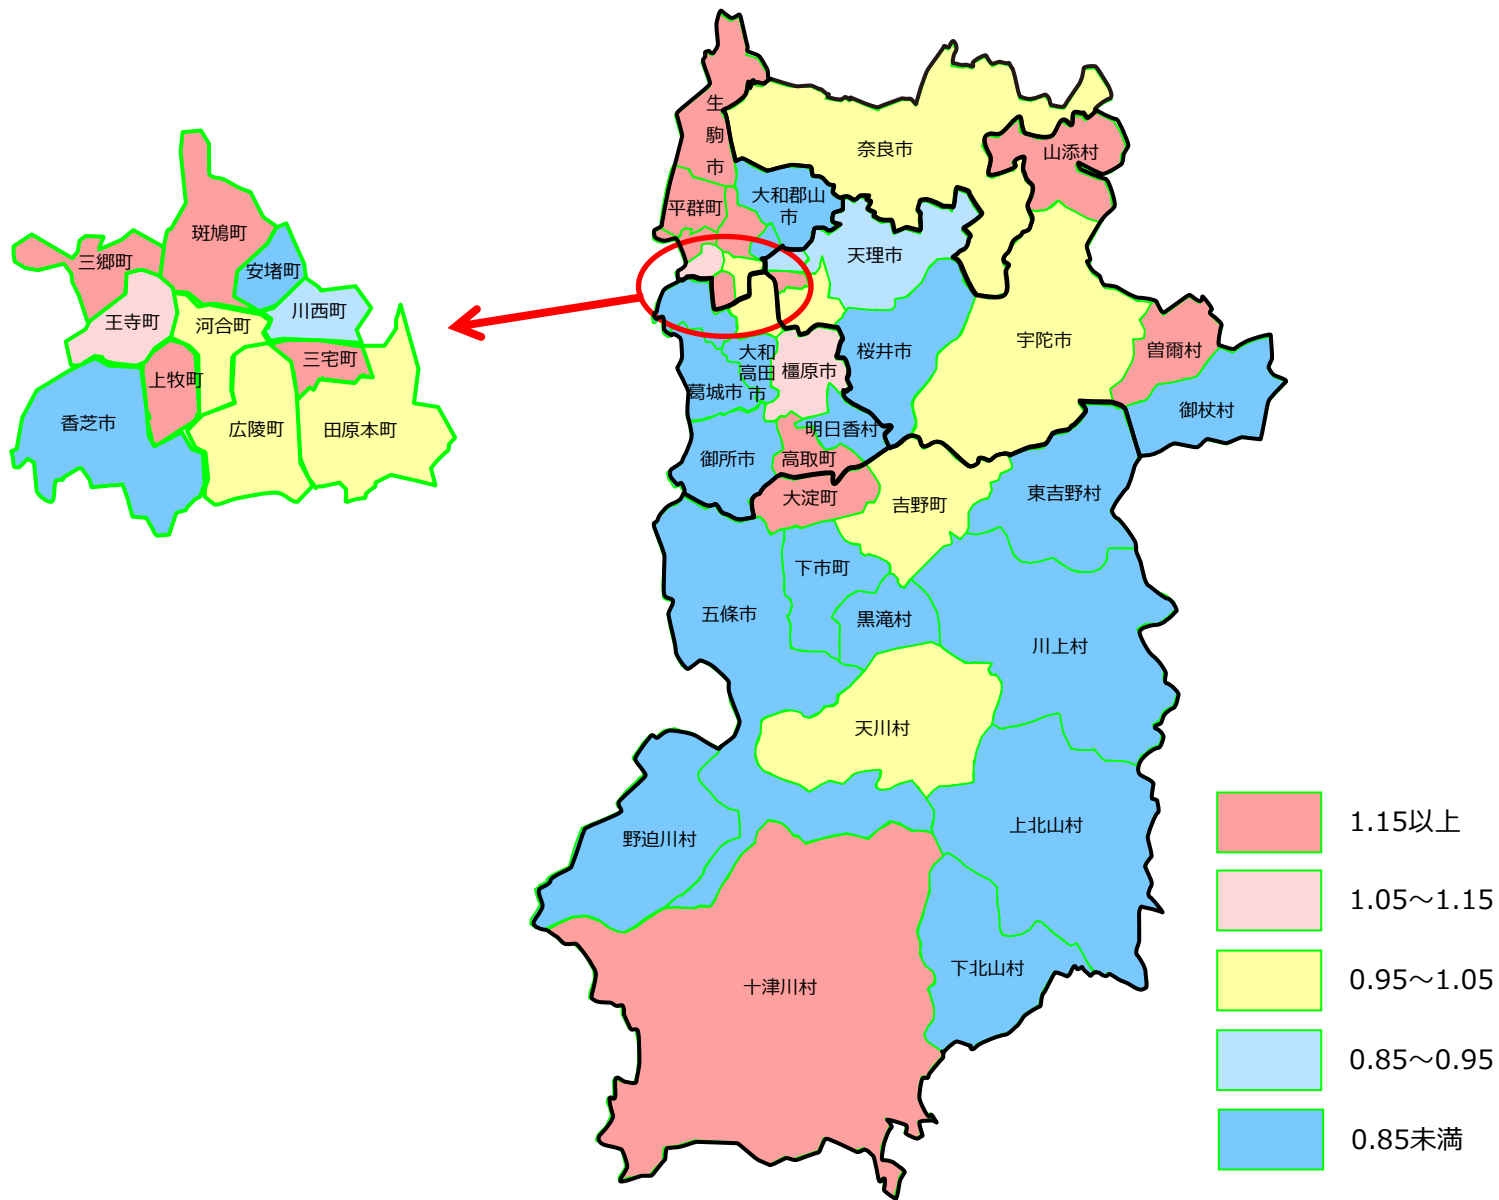 斑鳩町
三郷町
安堵町
川西町
王寺町
河合町
三宅町
上牧町
香芝市
広陵町
田原本町
生
駒
市
奈良市
山添村
平群町
大和郡山
市
天理市
宇陀市
曽爾村
桜井市
大和
高田
市
橿原市
葛城市
御杖村
明日香村
御所市
高取町
大淀町
吉野町
東吉野村
下市町
五條市
黒滝村
川上村
天川村
野迫川村
上北山村
下北山村
十津川村
1.15以上
1.05～1.15
0.95～1.05
0.85～0.95
0.85未満